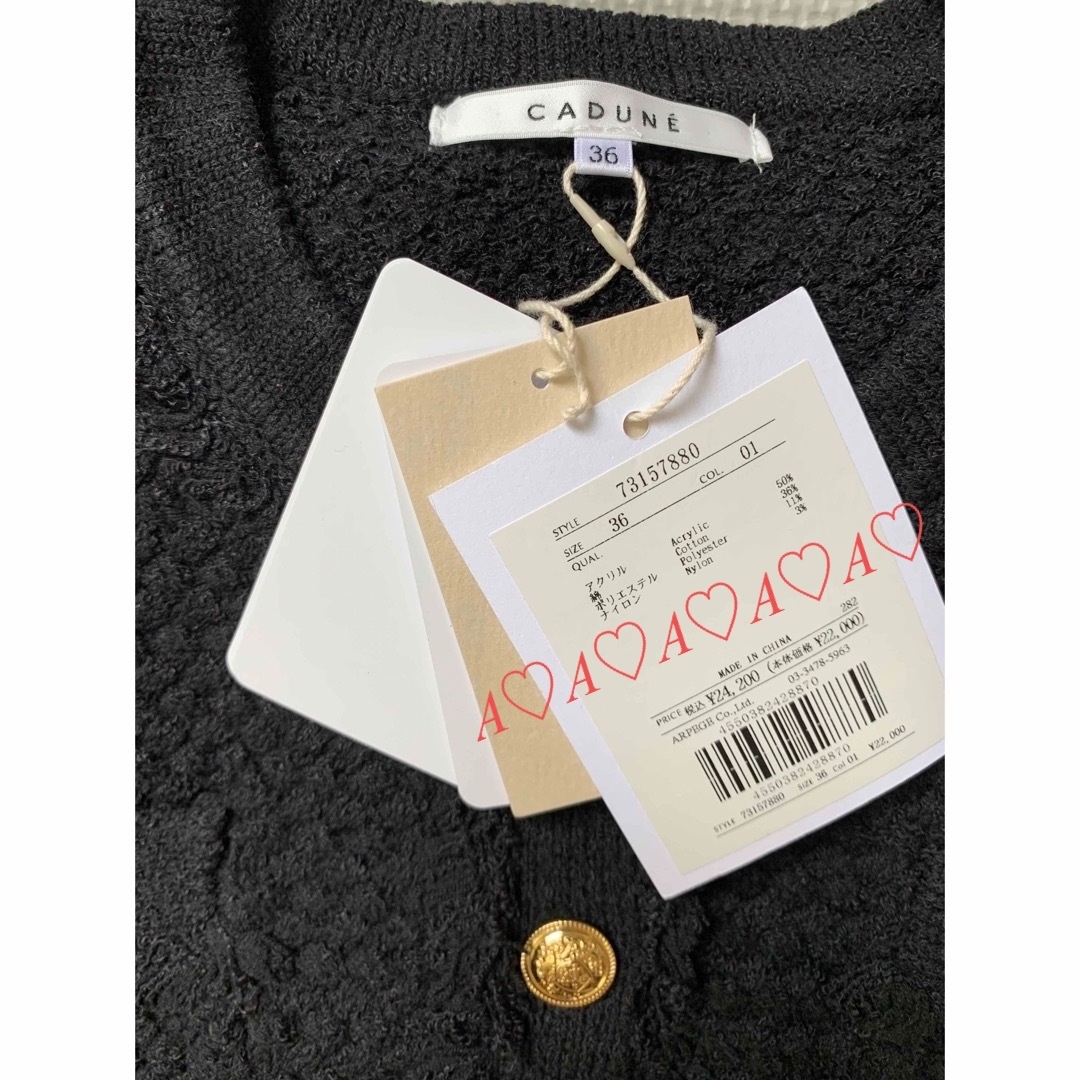 CADUNÉ
36
STYLE 73157880
SIZE 36 COL. 01
QUAL.
アクリル Acrylic 50%
綿 Cotton 36%
ポリエステル Polyester 11%
ナイロン Nylon 3%
A♡A♡A♡A♡A♡
282
MADE IN CHINA
PRICE 税込 ¥24,200 (本体価格 ¥22,000)
ARPEGE Co.,Ltd. 03-3478-5963
4550382428870
4550382428870
STYLE 73157880 SIZE 36 Col 01 ¥22,000